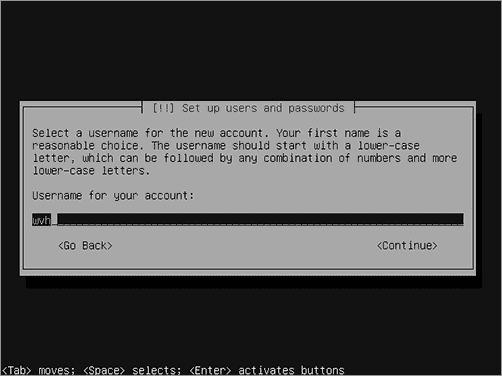 [!!] Set up users and passwords
Select a username for the new account. Your first name is a
reasonable choice. The username should start with a lower-case
letter, which can be followed by any combination of numbers and more
lower-case letters.
Username for your account:
wvh
<Go Back> <Continue>
<Tab> moves; <Space> selects; <Enter> activates buttons